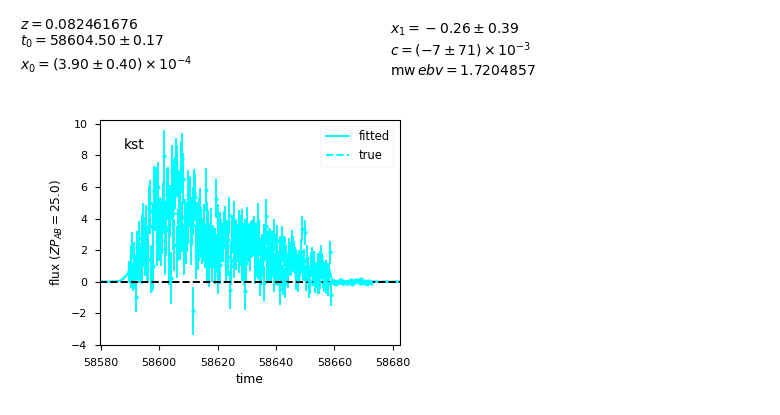 z = 0.082461676
t₀ = 58604.50 ± 0.17
x₀ = (3.90 ± 0.40) × 10⁻⁴
x₁ = −0.26 ± 0.39
c = (−7 ± 71) × 10⁻³
mw ebv = 1.7204857
kst
fitted
true
10
8
6
4
2
0
−2
−4
flux (ZP_AB = 25.0)
58580 58600 58620 58640 58660 58680
time